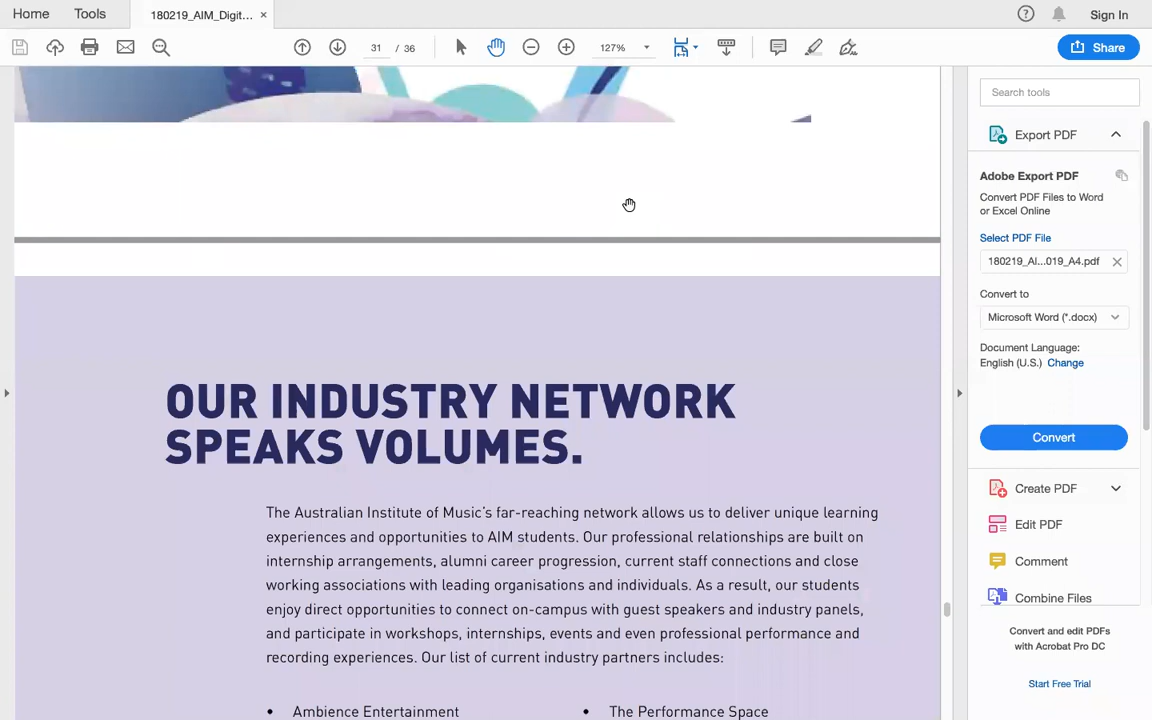 Home
Tools
180219_AIM_Digit...
Sign In
31 / 36
127%
Share
Search tools
Export PDF
Adobe Export PDF
Convert PDF Files to Word
or Excel Online
Select PDF File
180219_AI...019_A4.pdf
Convert to
Microsoft Word (*.docx)
Document Language:
English (U.S.) Change
Convert
Create PDF
Edit PDF
Comment
Combine Files
Convert and edit PDFs
with Acrobat Pro DC
Start Free Trial
OUR INDUSTRY NETWORK
SPEAKS VOLUMES.
The Australian Institute of Music's far-reaching network allows us to deliver unique learning
experiences and opportunities to AIM students. Our professional relationships are built on
internship arrangements, alumni career progression, current staff connections and close
working associations with leading organisations and individuals. As a result, our students
enjoy direct opportunities to connect on-campus with guest speakers and industry panels,
and participate in workshops, internships, events and even professional performance and
recording experiences. Our list of current industry partners includes:
• Ambience Entertainment
• The Performance Space